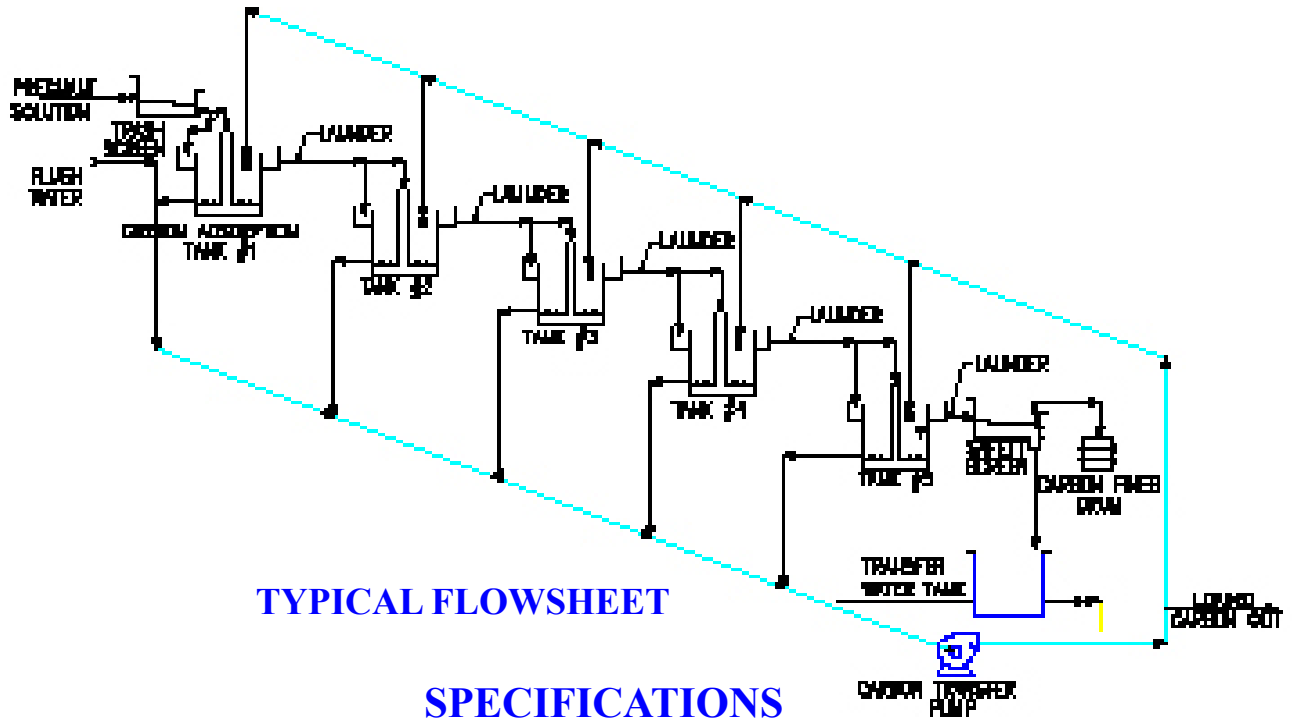 PREGNANT
SOLUTION
TRASH
SCREEN
FLUSH
WATER
CARBON ADSORPTION
TANK #1
LAUNDER
TANK #2
LAUNDER
TANK #3
LAUNDER
TANK #4
LAUNDER
TANK #5
LAUNDER
SAFETY
SCREEN
CARBON FINES
DRUM
TRANSFER
WATER TANK
LOADED
CARBON OUT
CARBON TRANSFER
PUMP
TYPICAL FLOWSHEET
SPECIFICATIONS